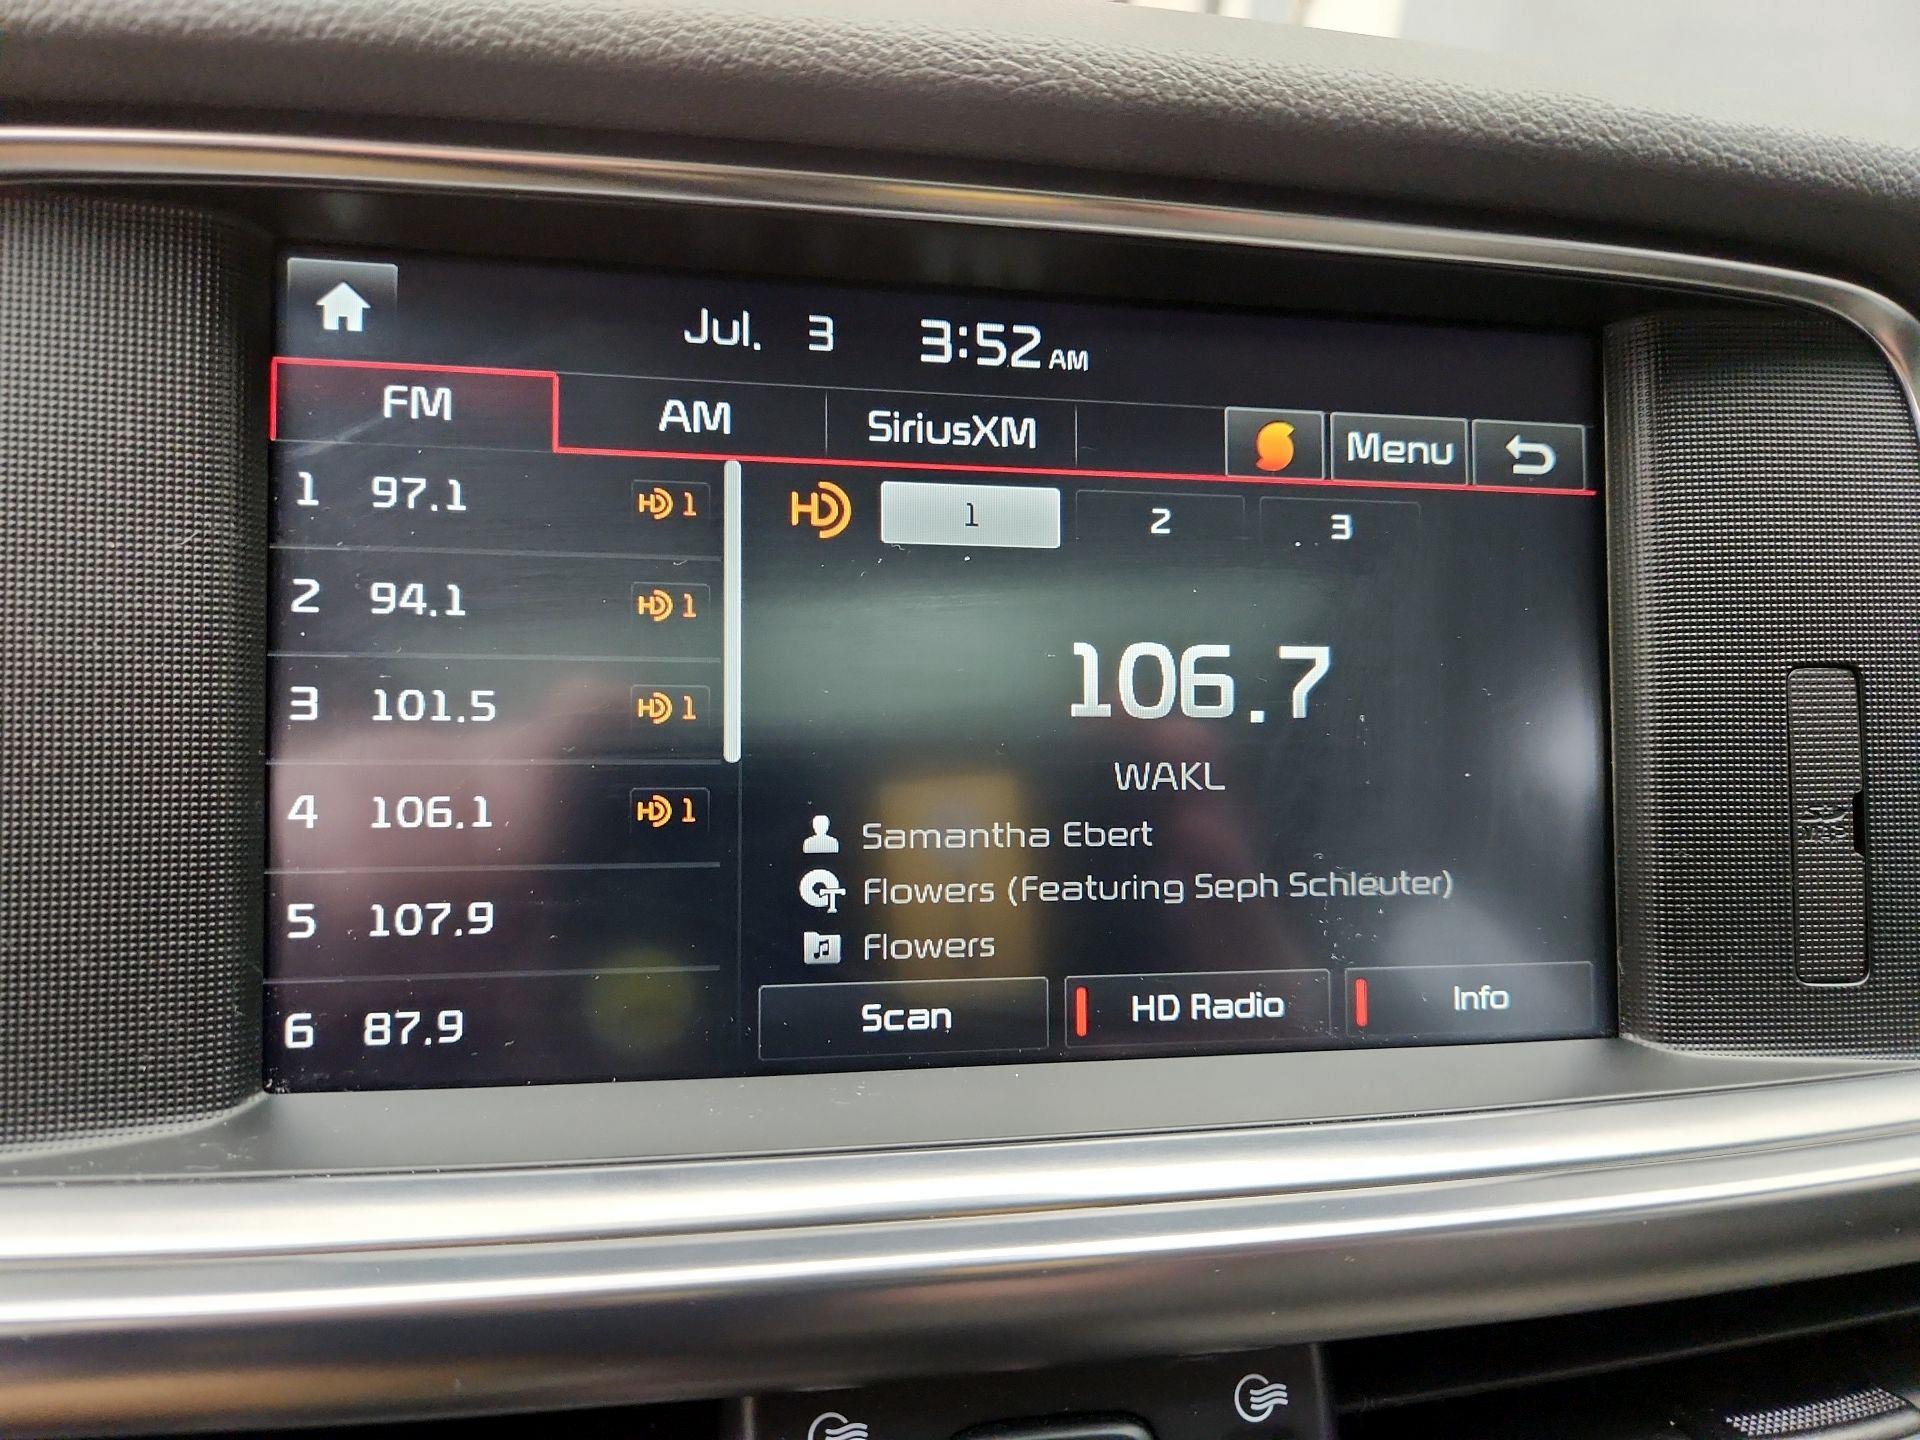 Jul. 3 3:52 AM
FM AM SiriusXM Menu
1 97.1 HD 1
2 94.1 HD 1
3 101.5 HD 1
4 106.1 HD 1
5 107.9
6 87.9
HD 1 2 3
106.7
WAKL
Samantha Ebert
Flowers (Featuring Seph Schleuter)
Flowers
Scan HD Radio Info